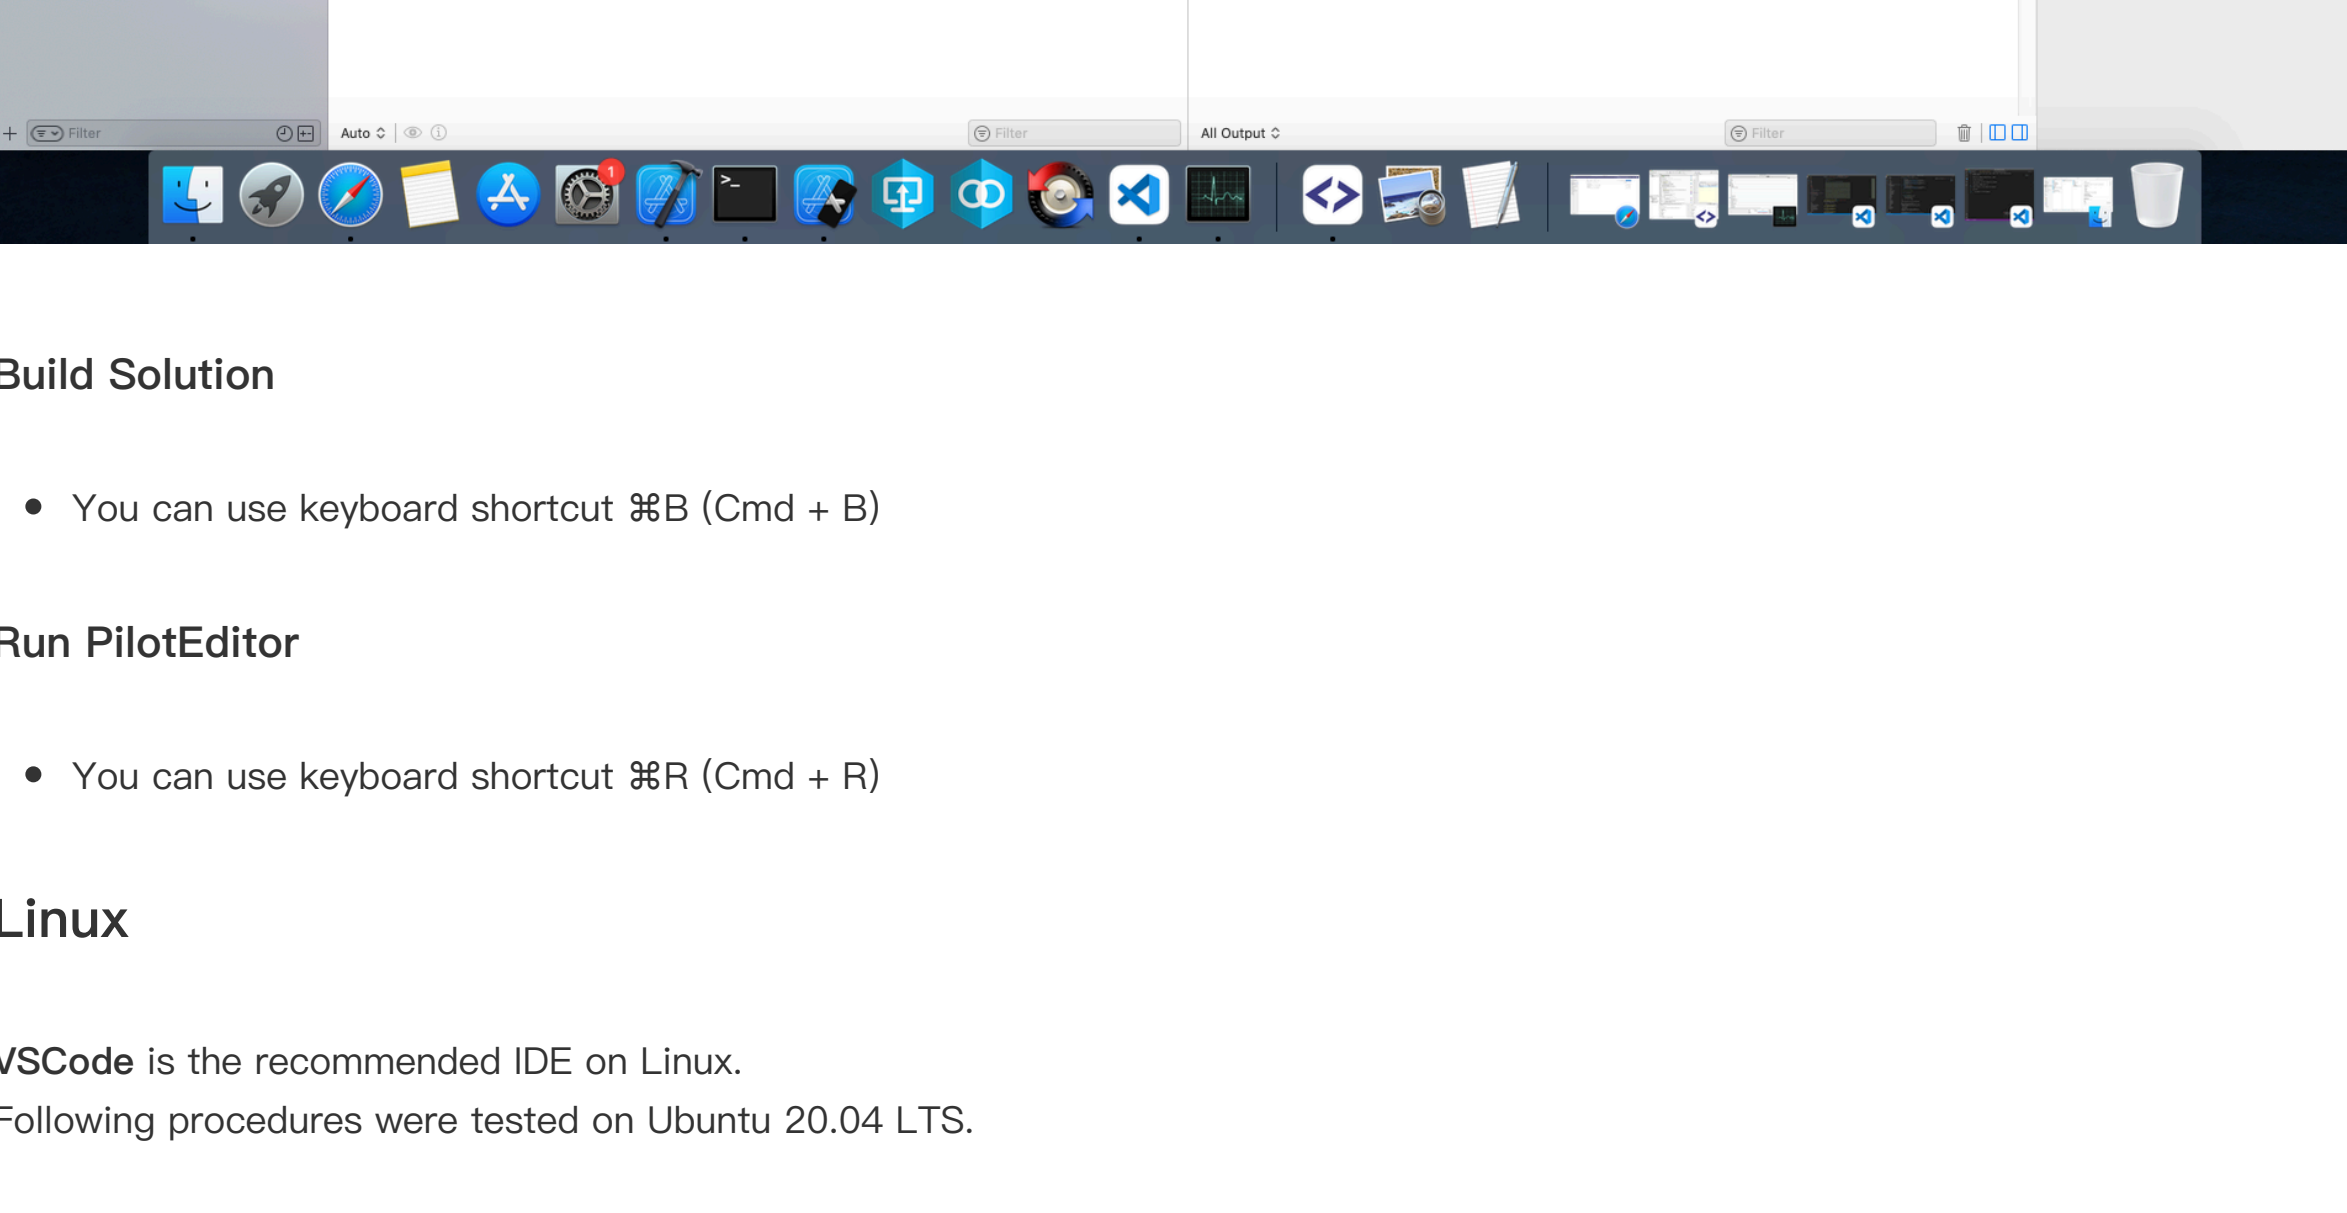 Filter
Auto
Filter
All Output
Filter
1
>_
Build Solution
You can use keyboard shortcut ⌘B (Cmd + B)
Run PilotEditor
You can use keyboard shortcut ⌘R (Cmd + R)
Linux
VSCode is the recommended IDE on Linux.
Following procedures were tested on Ubuntu 20.04 LTS.